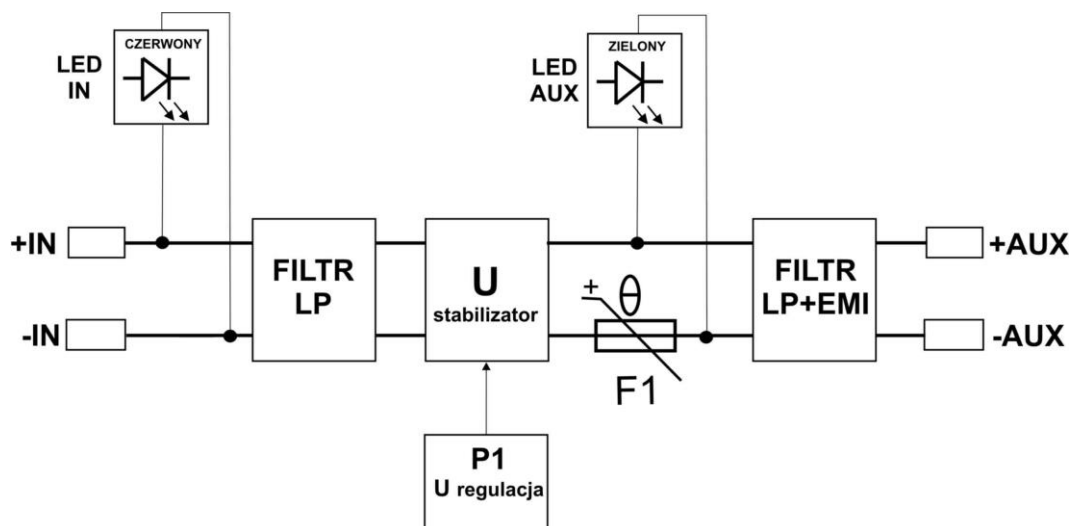 CZERWONY
LED
IN
ZIELONY
LED
AUX
+IN
FILTR
LP
U
stabilizator
+ θ
F1
FILTR
LP+EMI
+AUX
-IN
-AUX
P1
U regulacja